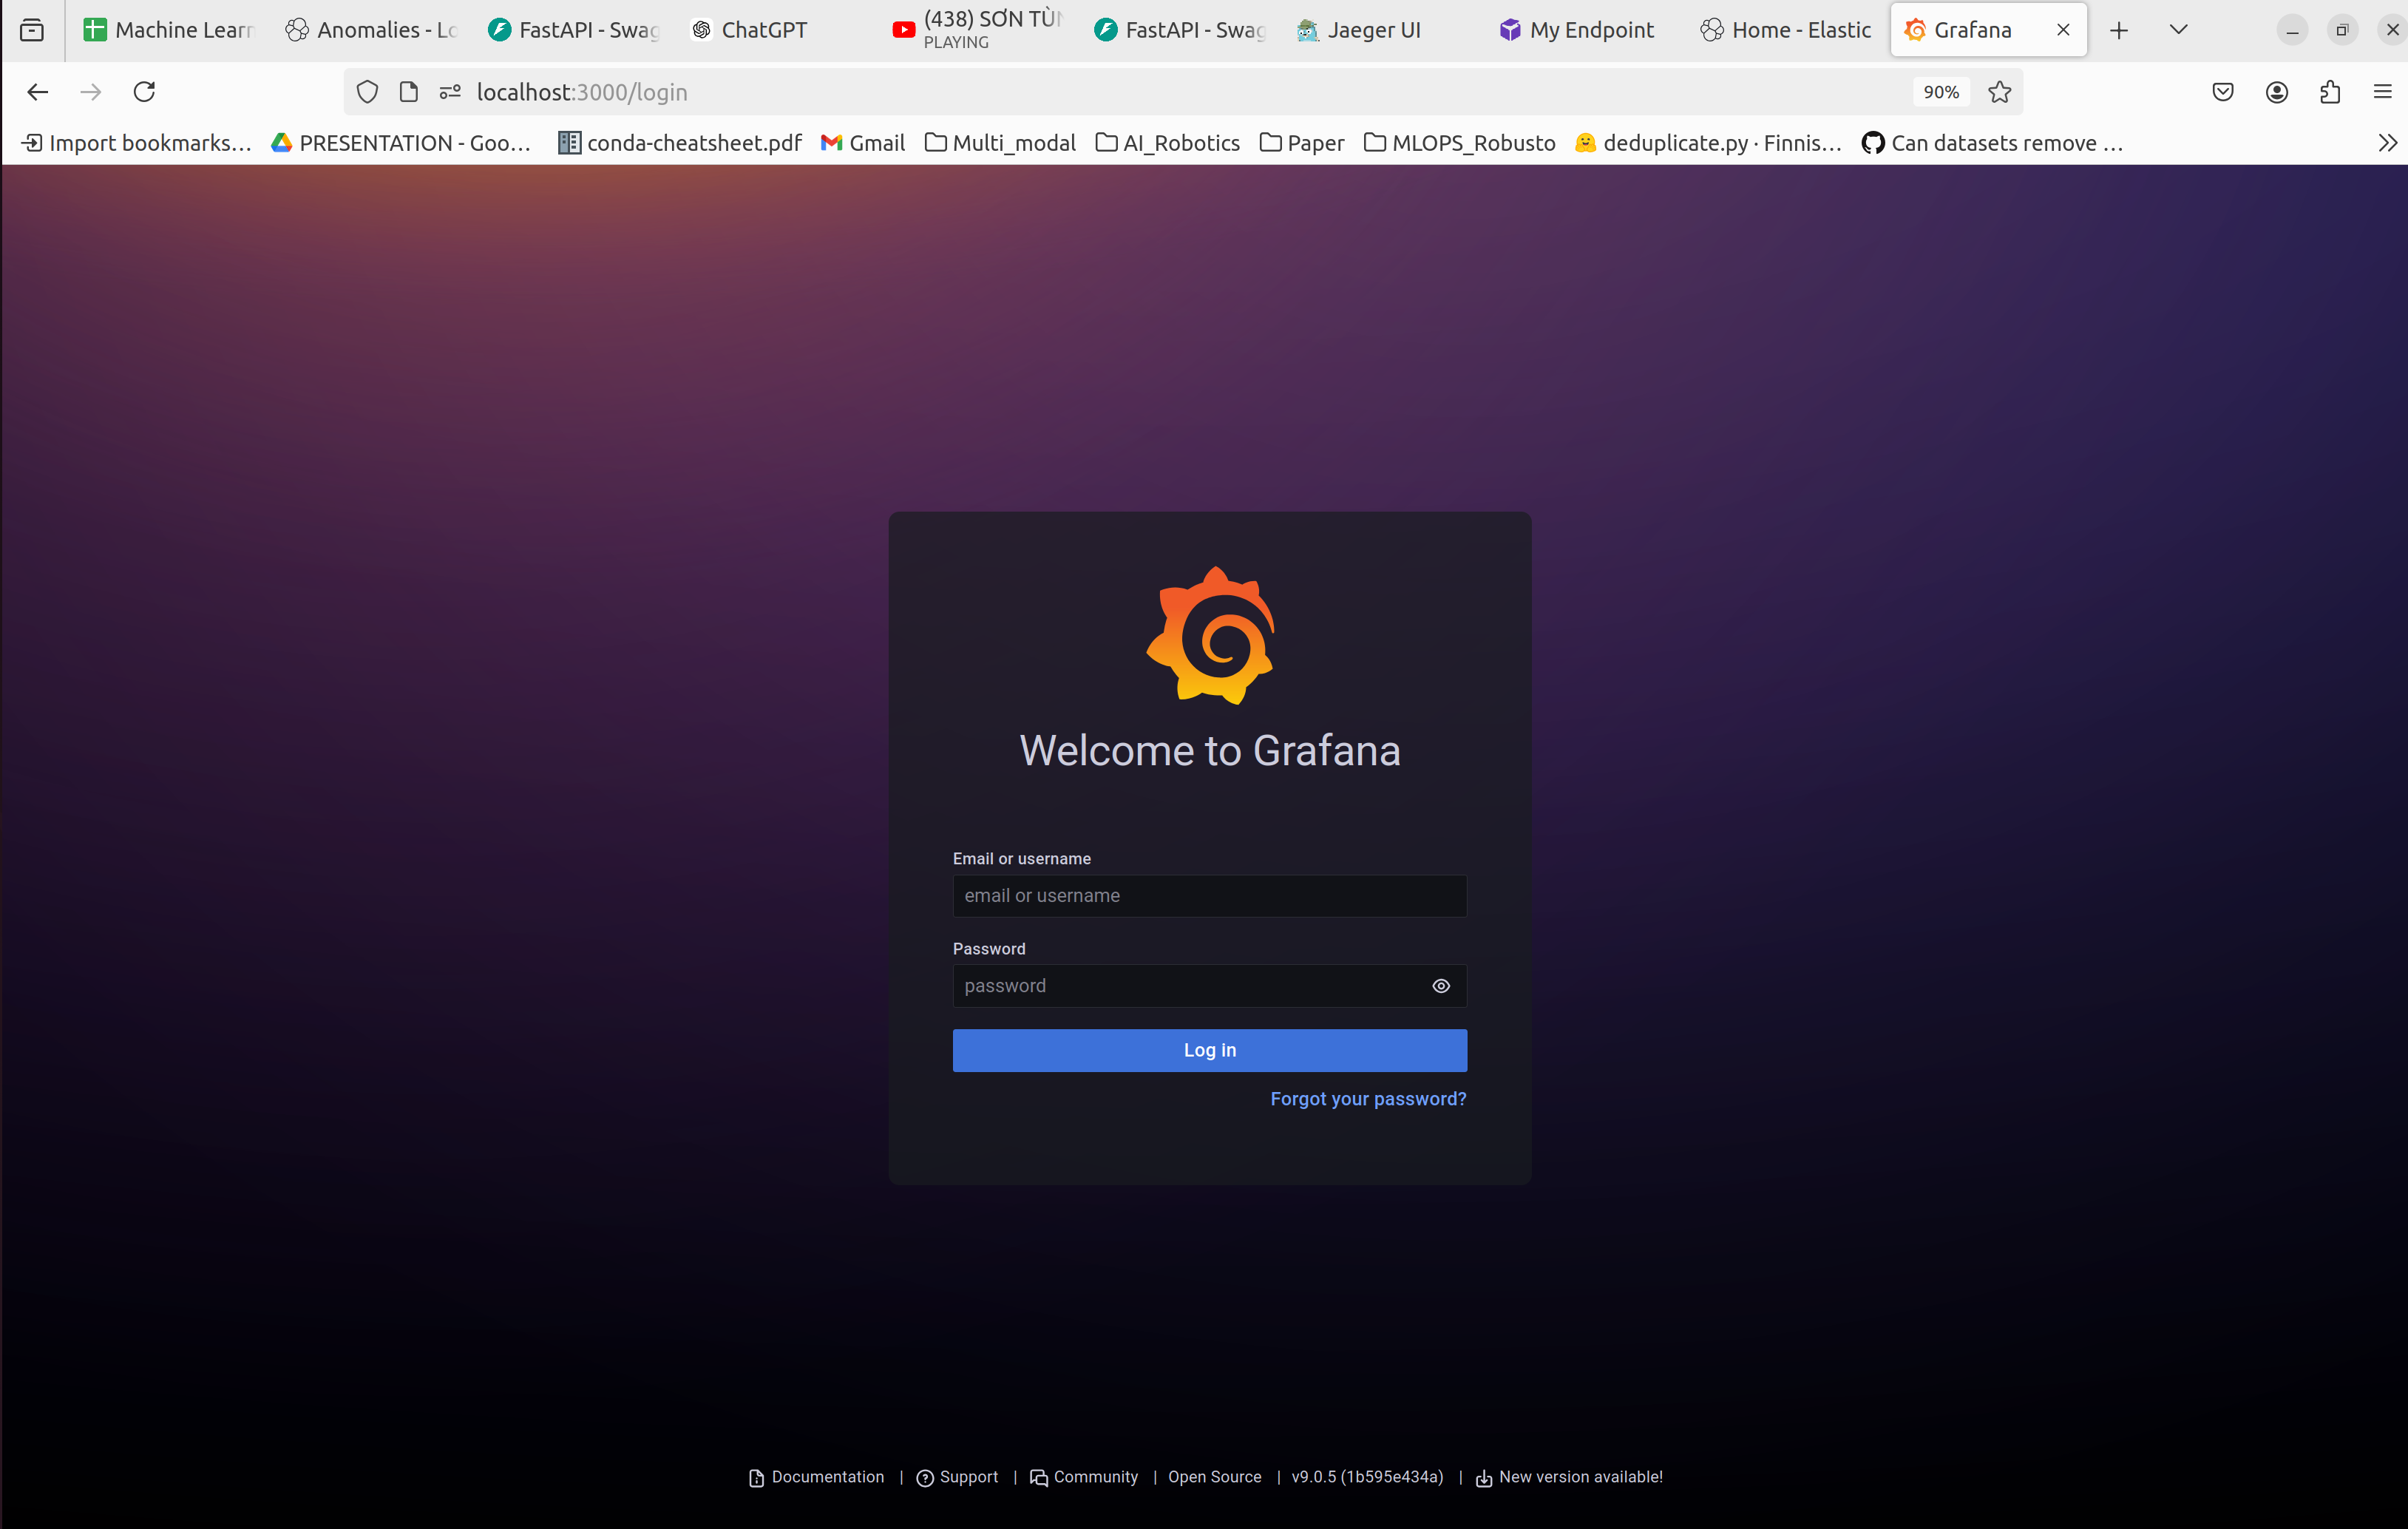 Machine Lear
Anomalies - Lo
FastAPI - Swag
ChatGPT
(438) SƠN TÙN
PLAYING
FastAPI - Swag
Jaeger UI
My Endpoint
Home - Elastic
Grafana
localhost:3000/login
90%
Import bookmarks...
PRESENTATION - Goo...
conda-cheatsheet.pdf
Gmail
Multi_modal
AI_Robotics
Paper
MLOPS_Robusto
deduplicate.py · Finnis...
Can datasets remove ...
Welcome to Grafana
Email or username
email or username
Password
password
Log in
Forgot your password?
Documentation | Support | Community | Open Source | v9.0.5 (1b595e434a) | New version available!